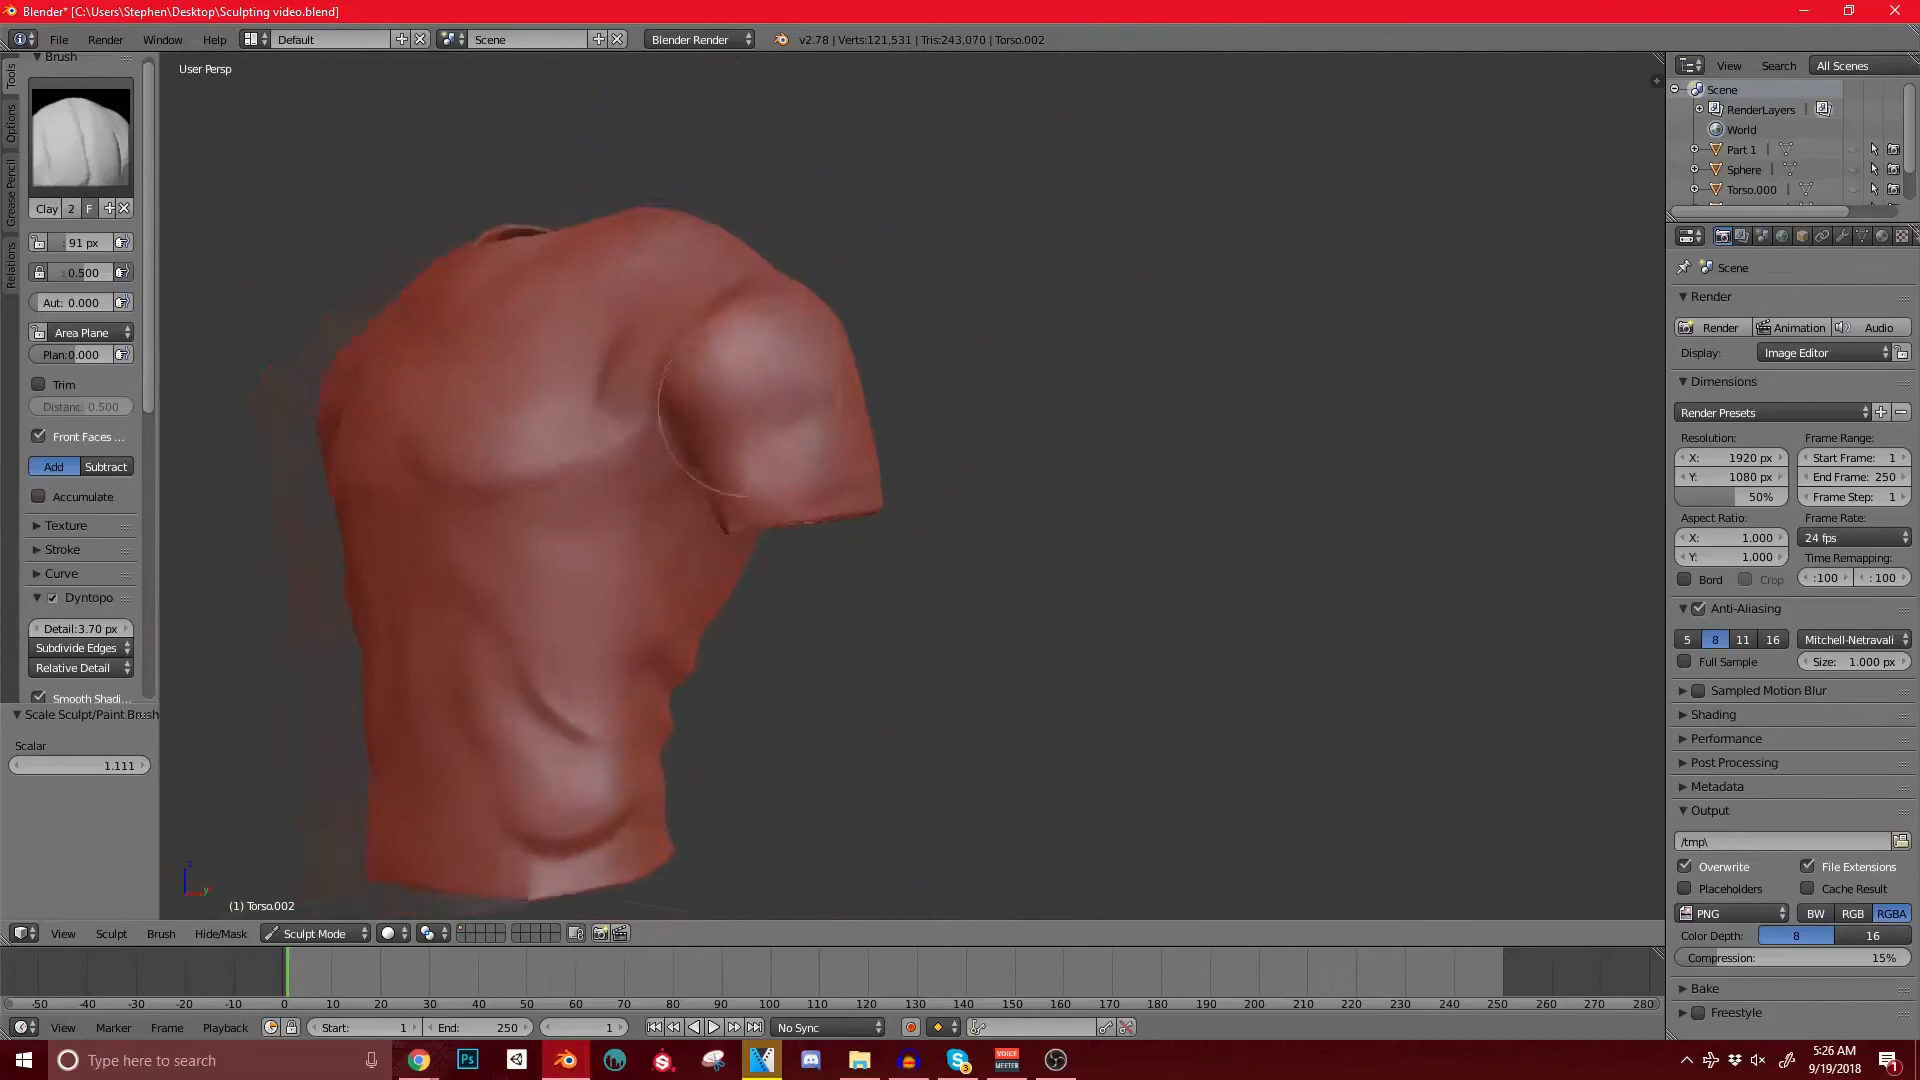 Blender* [C:\Users\Stephen\Desktop\Sculpting video.blend]
File Render Window Help Default Scene Blender Render v2.78 | Verts:121,531 | Tris:243,070 | Torso.002
Brush
Tools
Options
Grease Pencil
Relations
Clay 2 F
: 91 px
: 0.500
Aut: 0.000
Area Plane
Plan:0.000
Trim
Distanc: 0.500
Front Faces ...
Add Subtract
Accumulate
Texture
Stroke
Curve
Dyntopo
Detail:3.70 px
Subdivide Edges
Relative Detail
Smooth Shadi...
Scale Sculpt/Paint Brush
Scalar
1.111
User Persp
z
y
(1) Torso.002
View Sculpt Brush Hide/Mask Sculpt Mode
-50 -40 -30 -20 -10 0 10 20 30 40 50 60 70 80 90 100 110 120 130 140 150 160 170 180 190 200 210 220 230 240 250 260 270 280
View Marker Frame Playback Start: 1 End: 250 1 No Sync
View Search All Scenes
Scene
RenderLayers |
World
Part 1 |
Sphere |
Torso.000 |
Scene
Render
Render Animation Audio
Display: Image Editor
Dimensions
Render Presets
Resolution: Frame Range:
X: 1920 px Start Frame: 1
Y: 1080 px End Frame: 250
50% Frame Step: 1
Aspect Ratio: Frame Rate:
X: 1.000 24 fps
Y: 1.000 Time Remapping:
Bord Crop :100 : 100
Anti-Aliasing
5 8 11 16 Mitchell-Netravali
Full Sample Size: 1.000 px
Sampled Motion Blur
Shading
Performance
Post Processing
Metadata
Output
/tmp\
Overwrite File Extensions
Placeholders Cache Result
PNG BW RGB RGBA
Color Depth: 8 16
Compression: 15%
Bake
Freestyle
Type here to search
Ps
VOICE MEETER
3
5:26 AM
9/19/2018
1